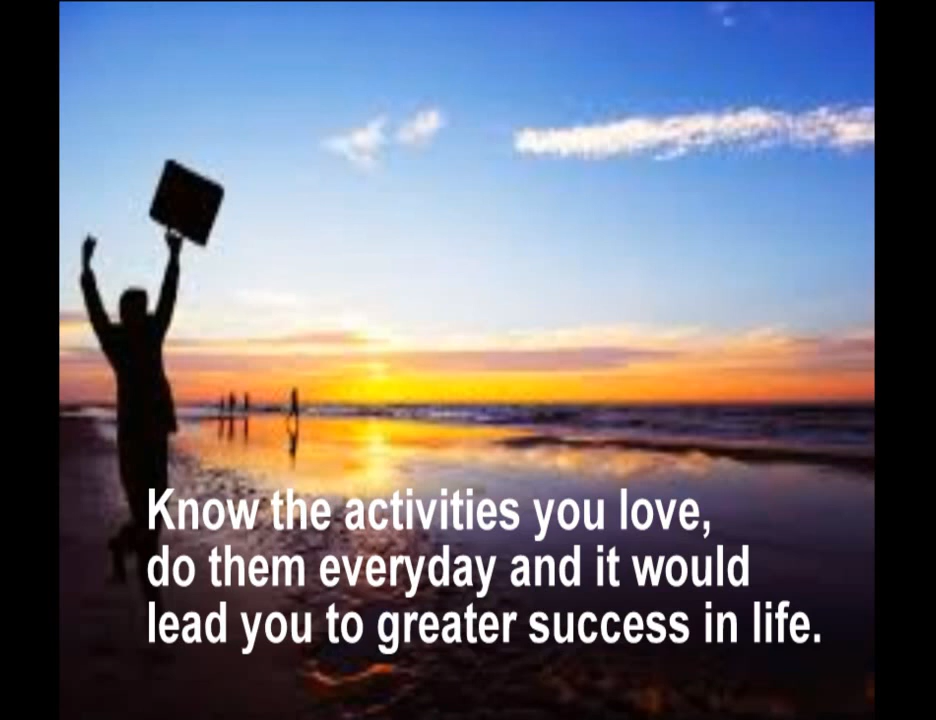 Know the activities you love,
do them everyday and it would
lead you to greater success in life.